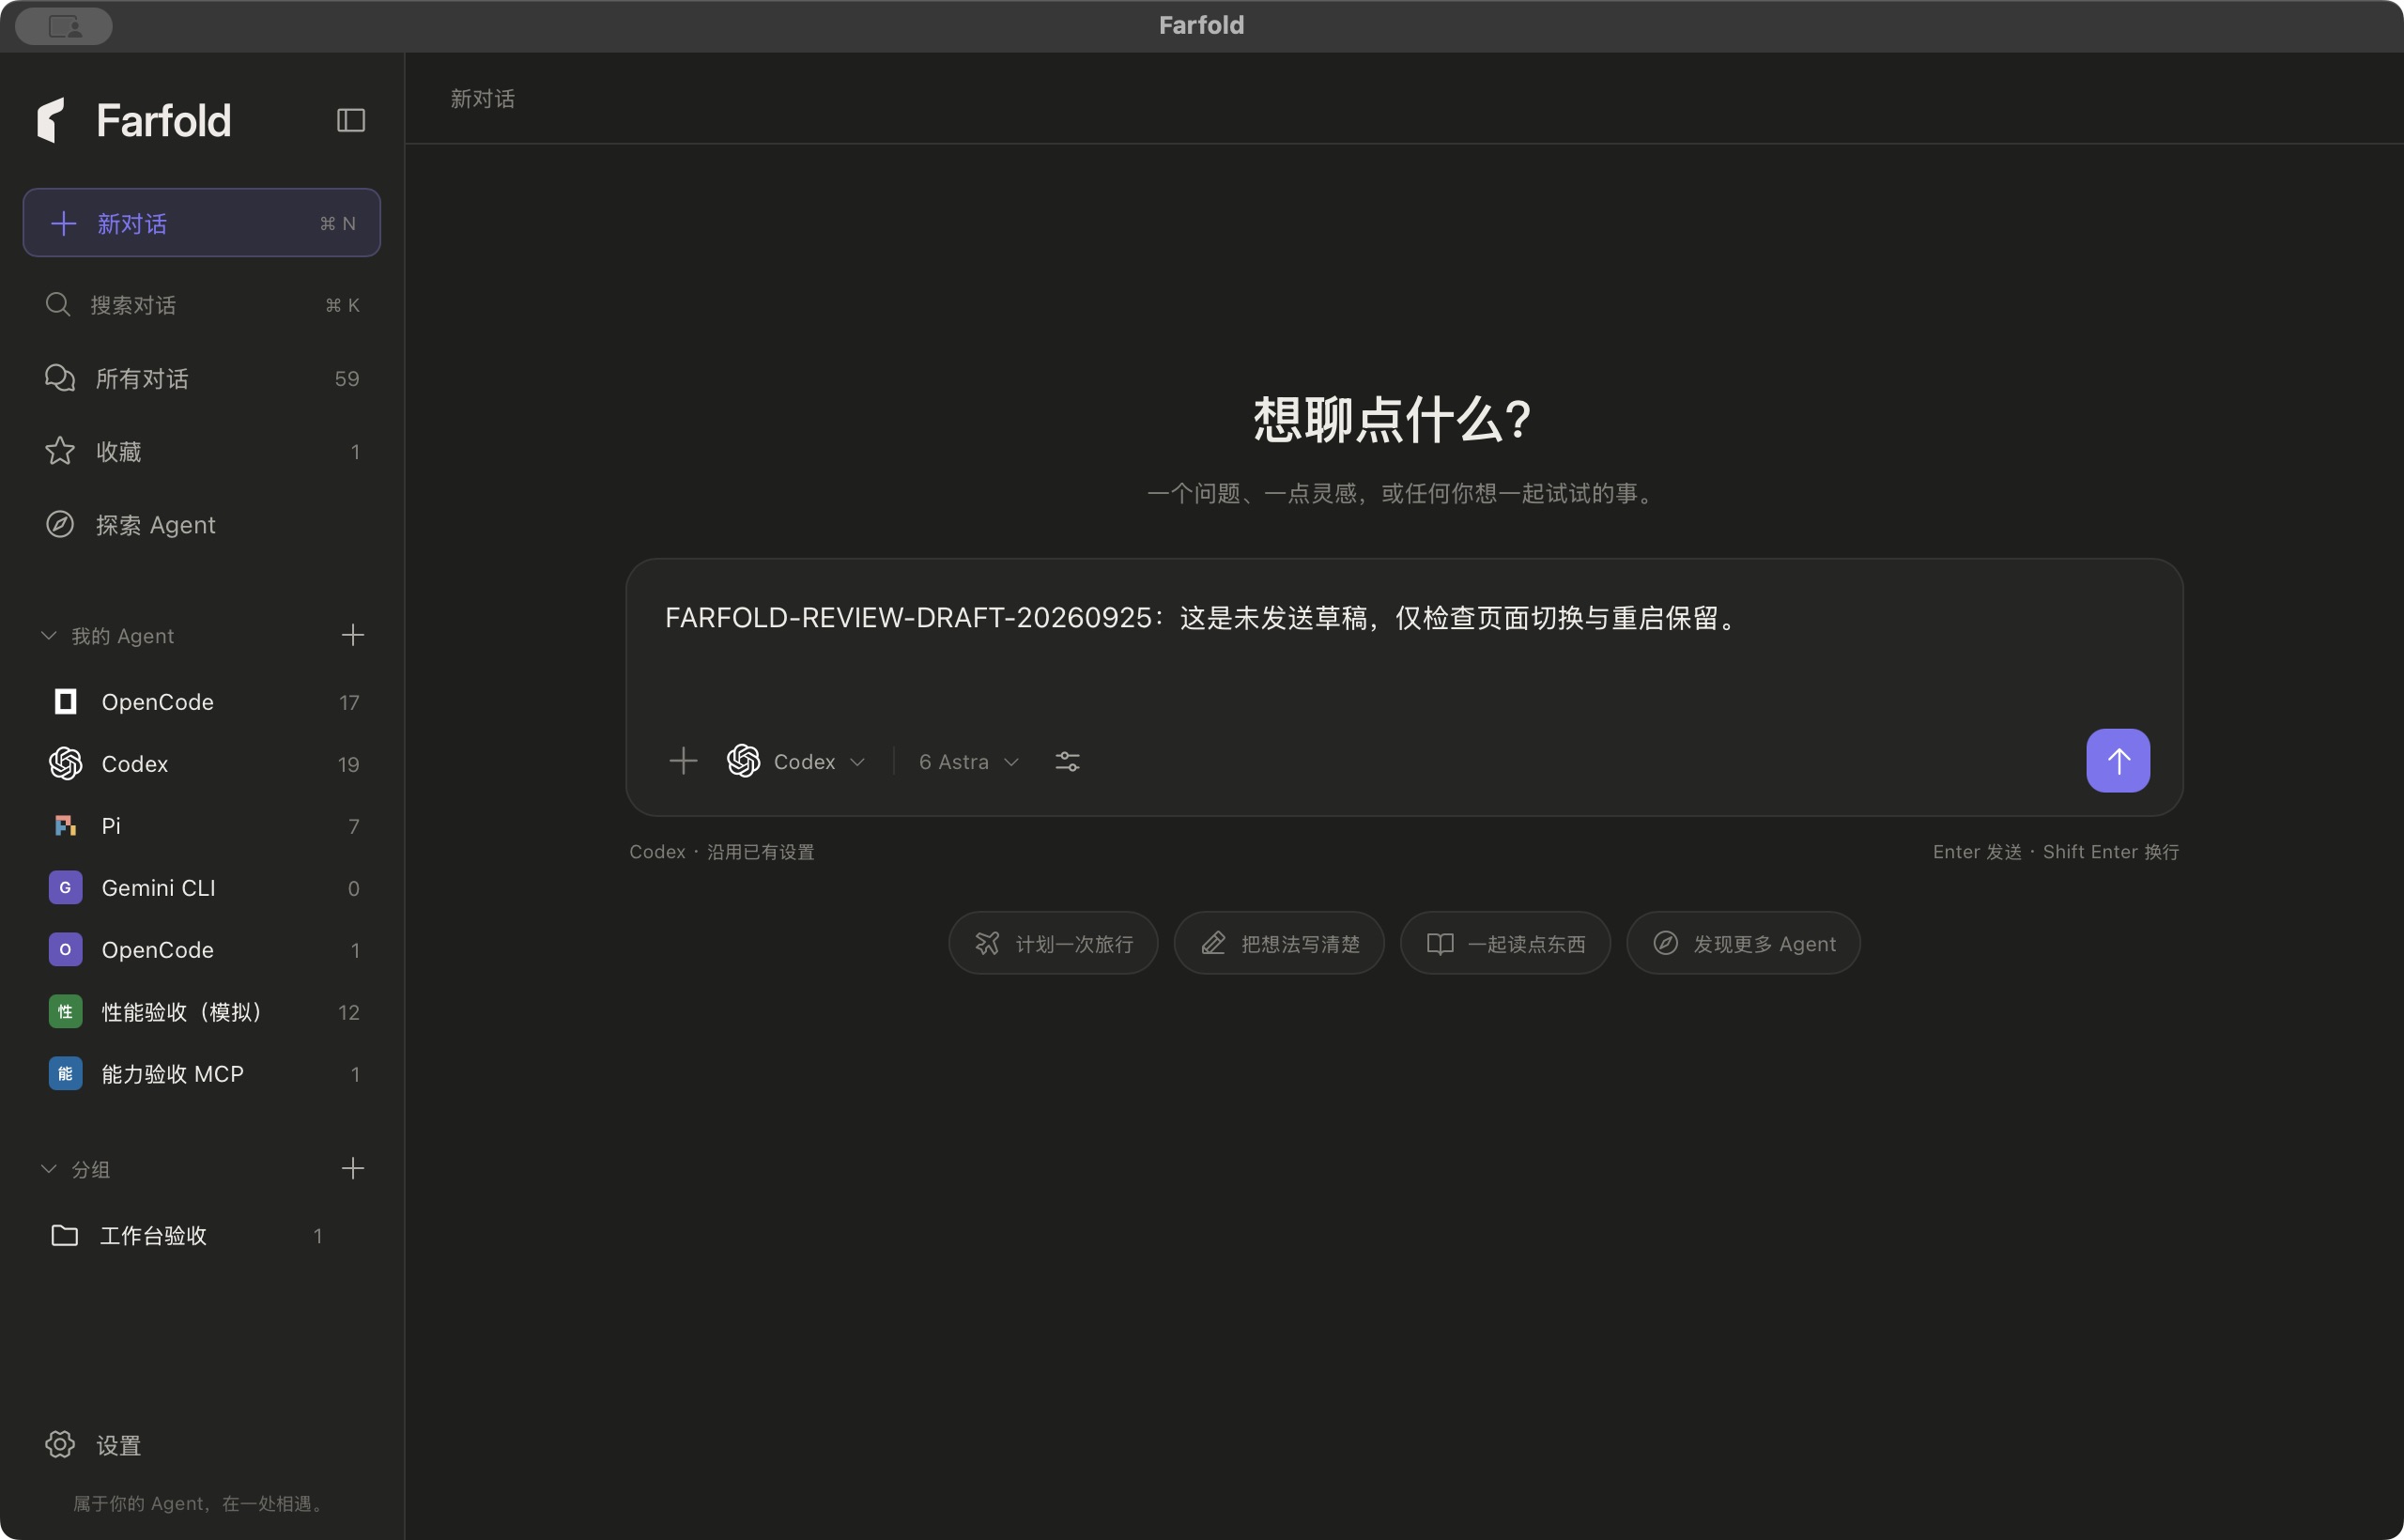 Farfold
Farfold
新对话 ⌘ N
搜索对话 ⌘ K
所有对话 59
收藏 1
探索 Agent
我的 Agent
OpenCode 17
Codex 19
Pi 7
G Gemini CLI 0
O OpenCode 1
性 性能验收（模拟） 12
能 能力验收 MCP 1
分组
工作台验收 1
设置
属于你的 Agent，在一处相遇。
新对话
想聊点什么？
一个问题、一点灵感，或任何你想一起试试的事。
FARFOLD-REVIEW-DRAFT-20260925：这是未发送草稿，仅检查页面切换与重启保留。
Codex 6 Astra
Codex · 沿用已有设置 Enter 发送 · Shift Enter 换行
计划一次旅行 把想法写清楚 一起读点东西 发现更多 Agent